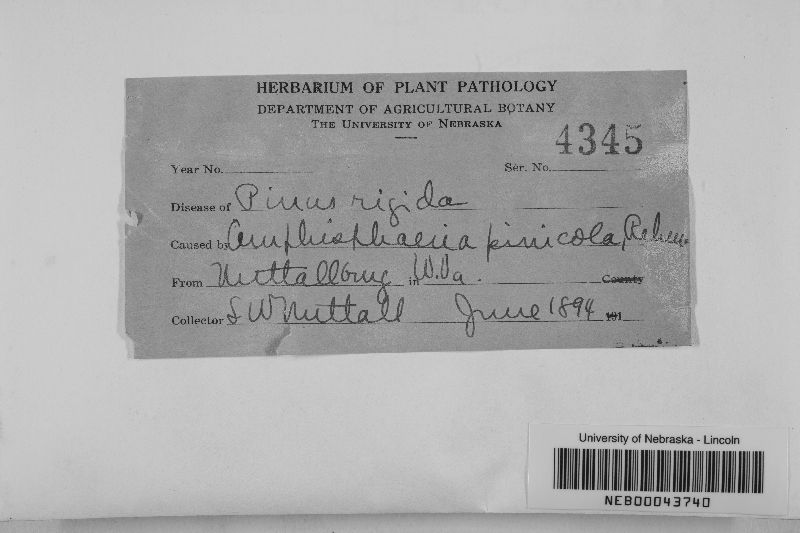 HERBARIUM OF PLANT PATHOLOGY
DEPARTMENT OF AGRICULTURAL BOTANY
THE UNIVERSITY OF NEBRASKA
4345
Year No. Ser. No.
Disease of Pinus rigida
Caused by Amphisphaeria pinicola, Rehm
From Nuttallburg in W.Va. County
Collector L W Nuttall June 1894 191
University of Nebraska - Lincoln
NEB00043740